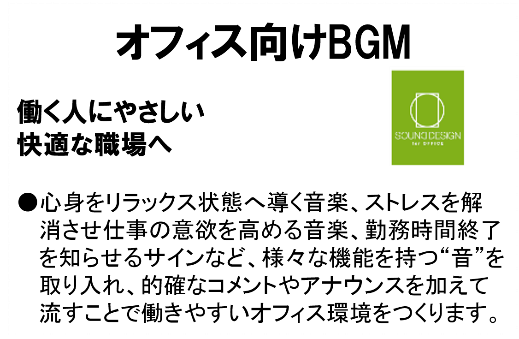 オフィス向けBGM
働く人にやさしい
快適な職場へ
SOUND DESIGN
for OFFICE
●心身をリラックス状態へ導く音楽、ストレスを解
消させ仕事の意欲を高める音楽、勤務時間終了
を知らせるサインなど、様々な機能を持つ“音”を
取り入れ、的確なコメントやアナウンスを加えて
流すことで働きやすいオフィス環境をつくります。